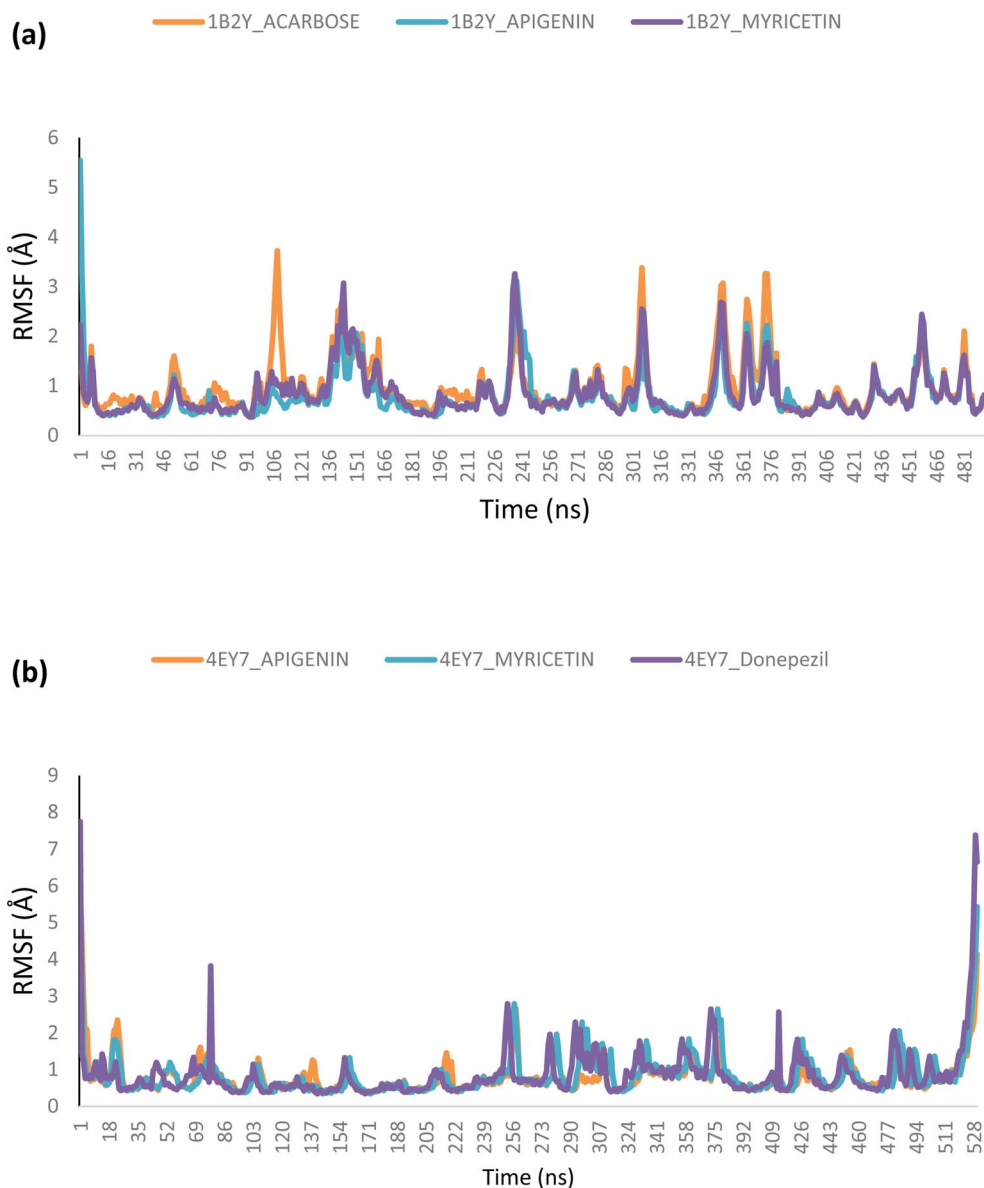 (a)
1B2Y_ACARBOSE 1B2Y_APIGENIN 1B2Y_MYRICETIN
6
5
4
3
2
1
0
RMSF (Å)
1 16 31 46 61 76 91 106 121 136 151 166 181 196 211 226 241 256 271 286 301 316 331 346 361 376 391 406 421 436 451 466 481
Time (ns)
(b)
4EY7_APIGENIN 4EY7_MYRICETIN 4EY7_Donepezil
9
8
7
6
5
4
3
2
1
0
RMSF (Å)
1 18 35 52 69 86 103 120 137 154 171 188 205 222 239 256 273 290 307 324 341 358 375 392 409 426 443 460 477 494 511 528
Time (ns)